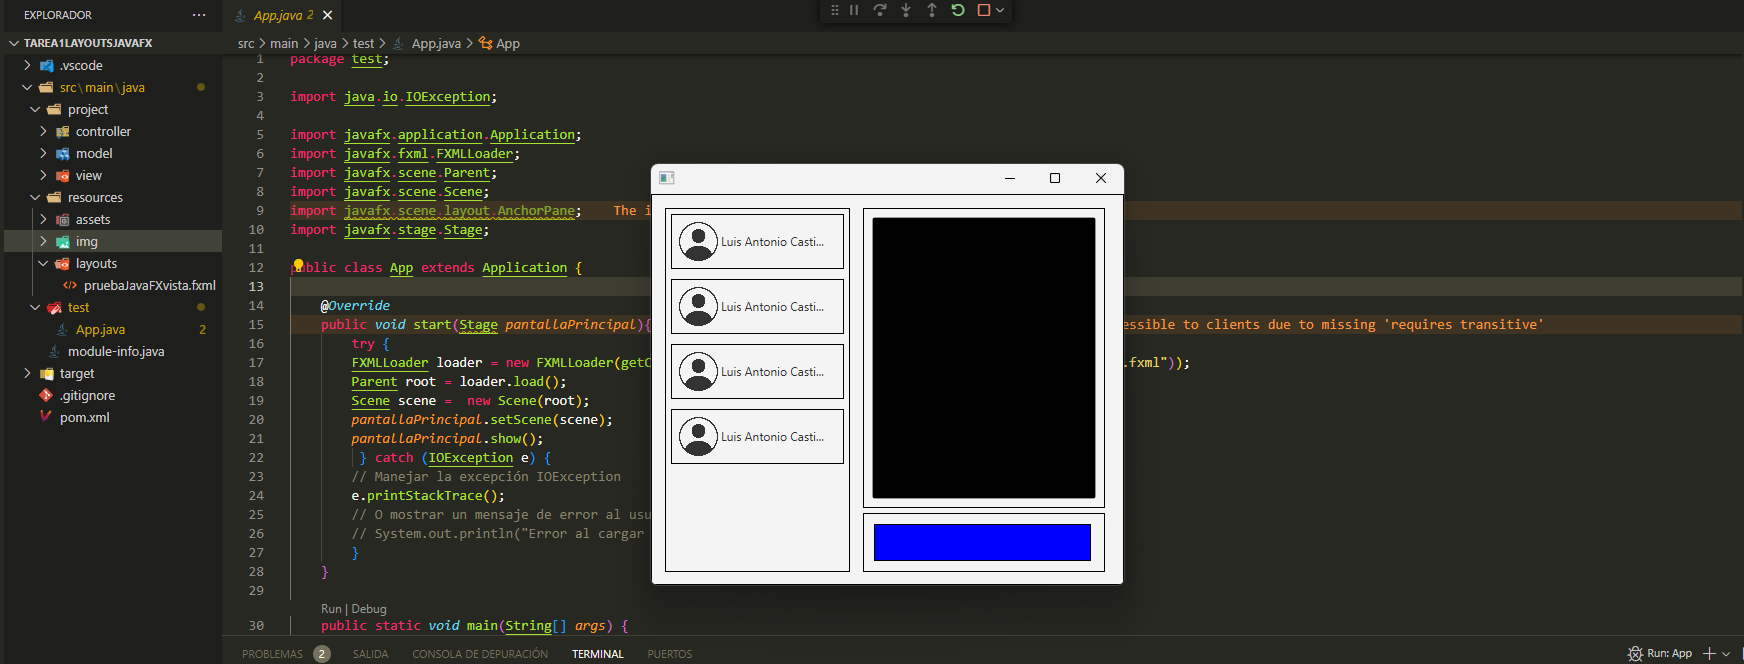 EXPLORADOR
TAREA1LAYOUTSJAVAFX
.vscode
src\main\java
project
controller
model
view
resources
assets
img
layouts
pruebaJavaFXvista.fxml
test
App.java 2
module-info.java
target
.gitignore
pom.xml
App.java 2
src > main > java > test > App.java > App
1 package test;
2
3 import java.io.IOException;
4
5 import javafx.application.Application;
6 import javafx.fxml.FXMLLoader;
7 import javafx.scene.Parent;
8 import javafx.scene.Scene;
9 import javafx.scene.layout.AnchorPane; The i
10 import javafx.stage.Stage;
11
12 public class App extends Application {
13
14 @Override
15 public void start(Stage pantallaPrincipal){ essible to clients due to missing 'requires transitive'
16 try {
17 FXMLLoader loader = new FXMLLoader(getC .fxml"));
18 Parent root = loader.load();
19 Scene scene = new Scene(root);
20 pantallaPrincipal.setScene(scene);
21 pantallaPrincipal.show();
22 } catch (IOException e) {
23 // Manejar la excepción IOException
24 e.printStackTrace();
25 // O mostrar un mensaje de error al usu
26 // System.out.println("Error al cargar
27 }
28 }
29
Run | Debug
30 public static void main(String[] args) {
Luis Antonio Casti...
Luis Antonio Casti...
Luis Antonio Casti...
Luis Antonio Casti...
PROBLEMAS 2 SALIDA CONSOLA DE DEPURACIÓN TERMINAL PUERTOS
Run: App